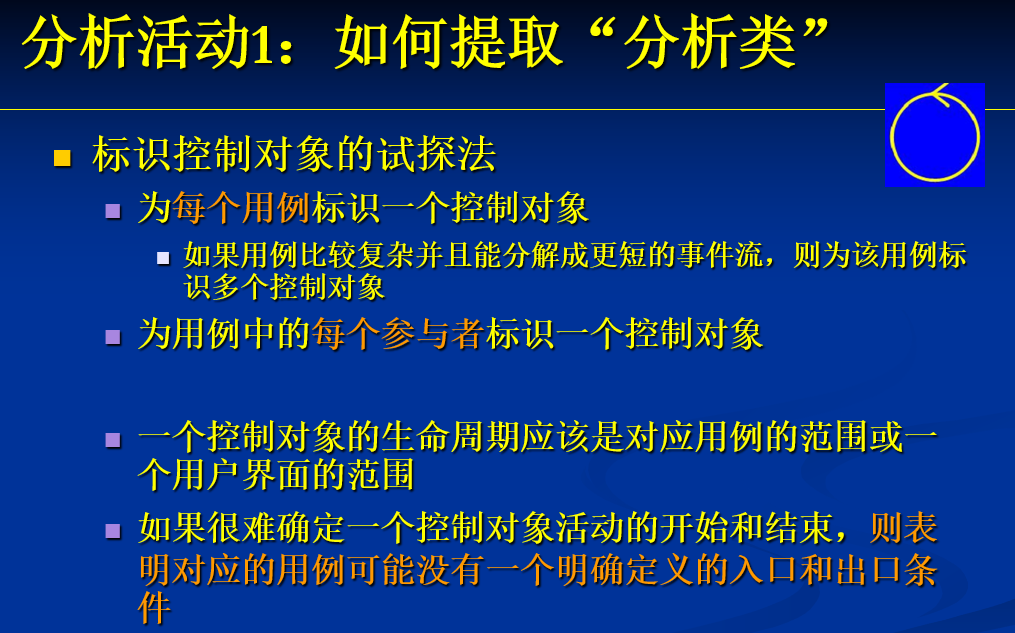 分析活动1：如何提取“分析类”
标识控制对象的试探法
为每个用例标识一个控制对象
如果用例比较复杂并且能分解成更短的事件流，则为该用例标
识多个控制对象
为用例中的每个参与者标识一个控制对象
一个控制对象的生命周期应该是对应用例的范围或一
个用户界面的范围
如果很难确定一个控制对象活动的开始和结束，则表
明对应的用例可能没有一个明确定义的入口和出口条
件